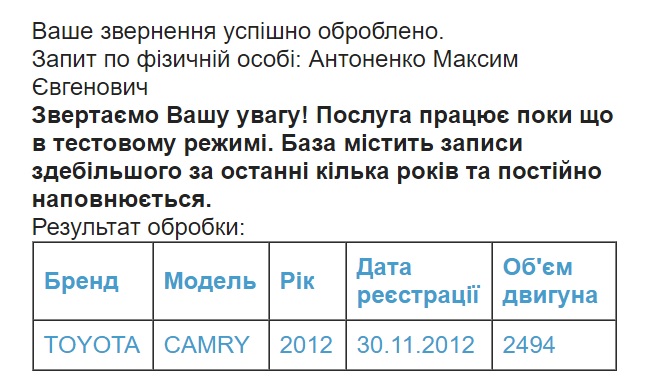 Ваше звернення успішно оброблено.
Запит по фізичній особі: Антоненко Максим
Євгенович
Звертаємо Вашу увагу! Послуга працює поки що
в тестовому режимі. База містить записи
здебільшого за останні кілька років та постійно
наповнюється.
Результат обробки:
Бренд Модель Рік Дата реєстрації Об'єм двигуна
TOYOTA CAMRY 2012 30.11.2012 2494